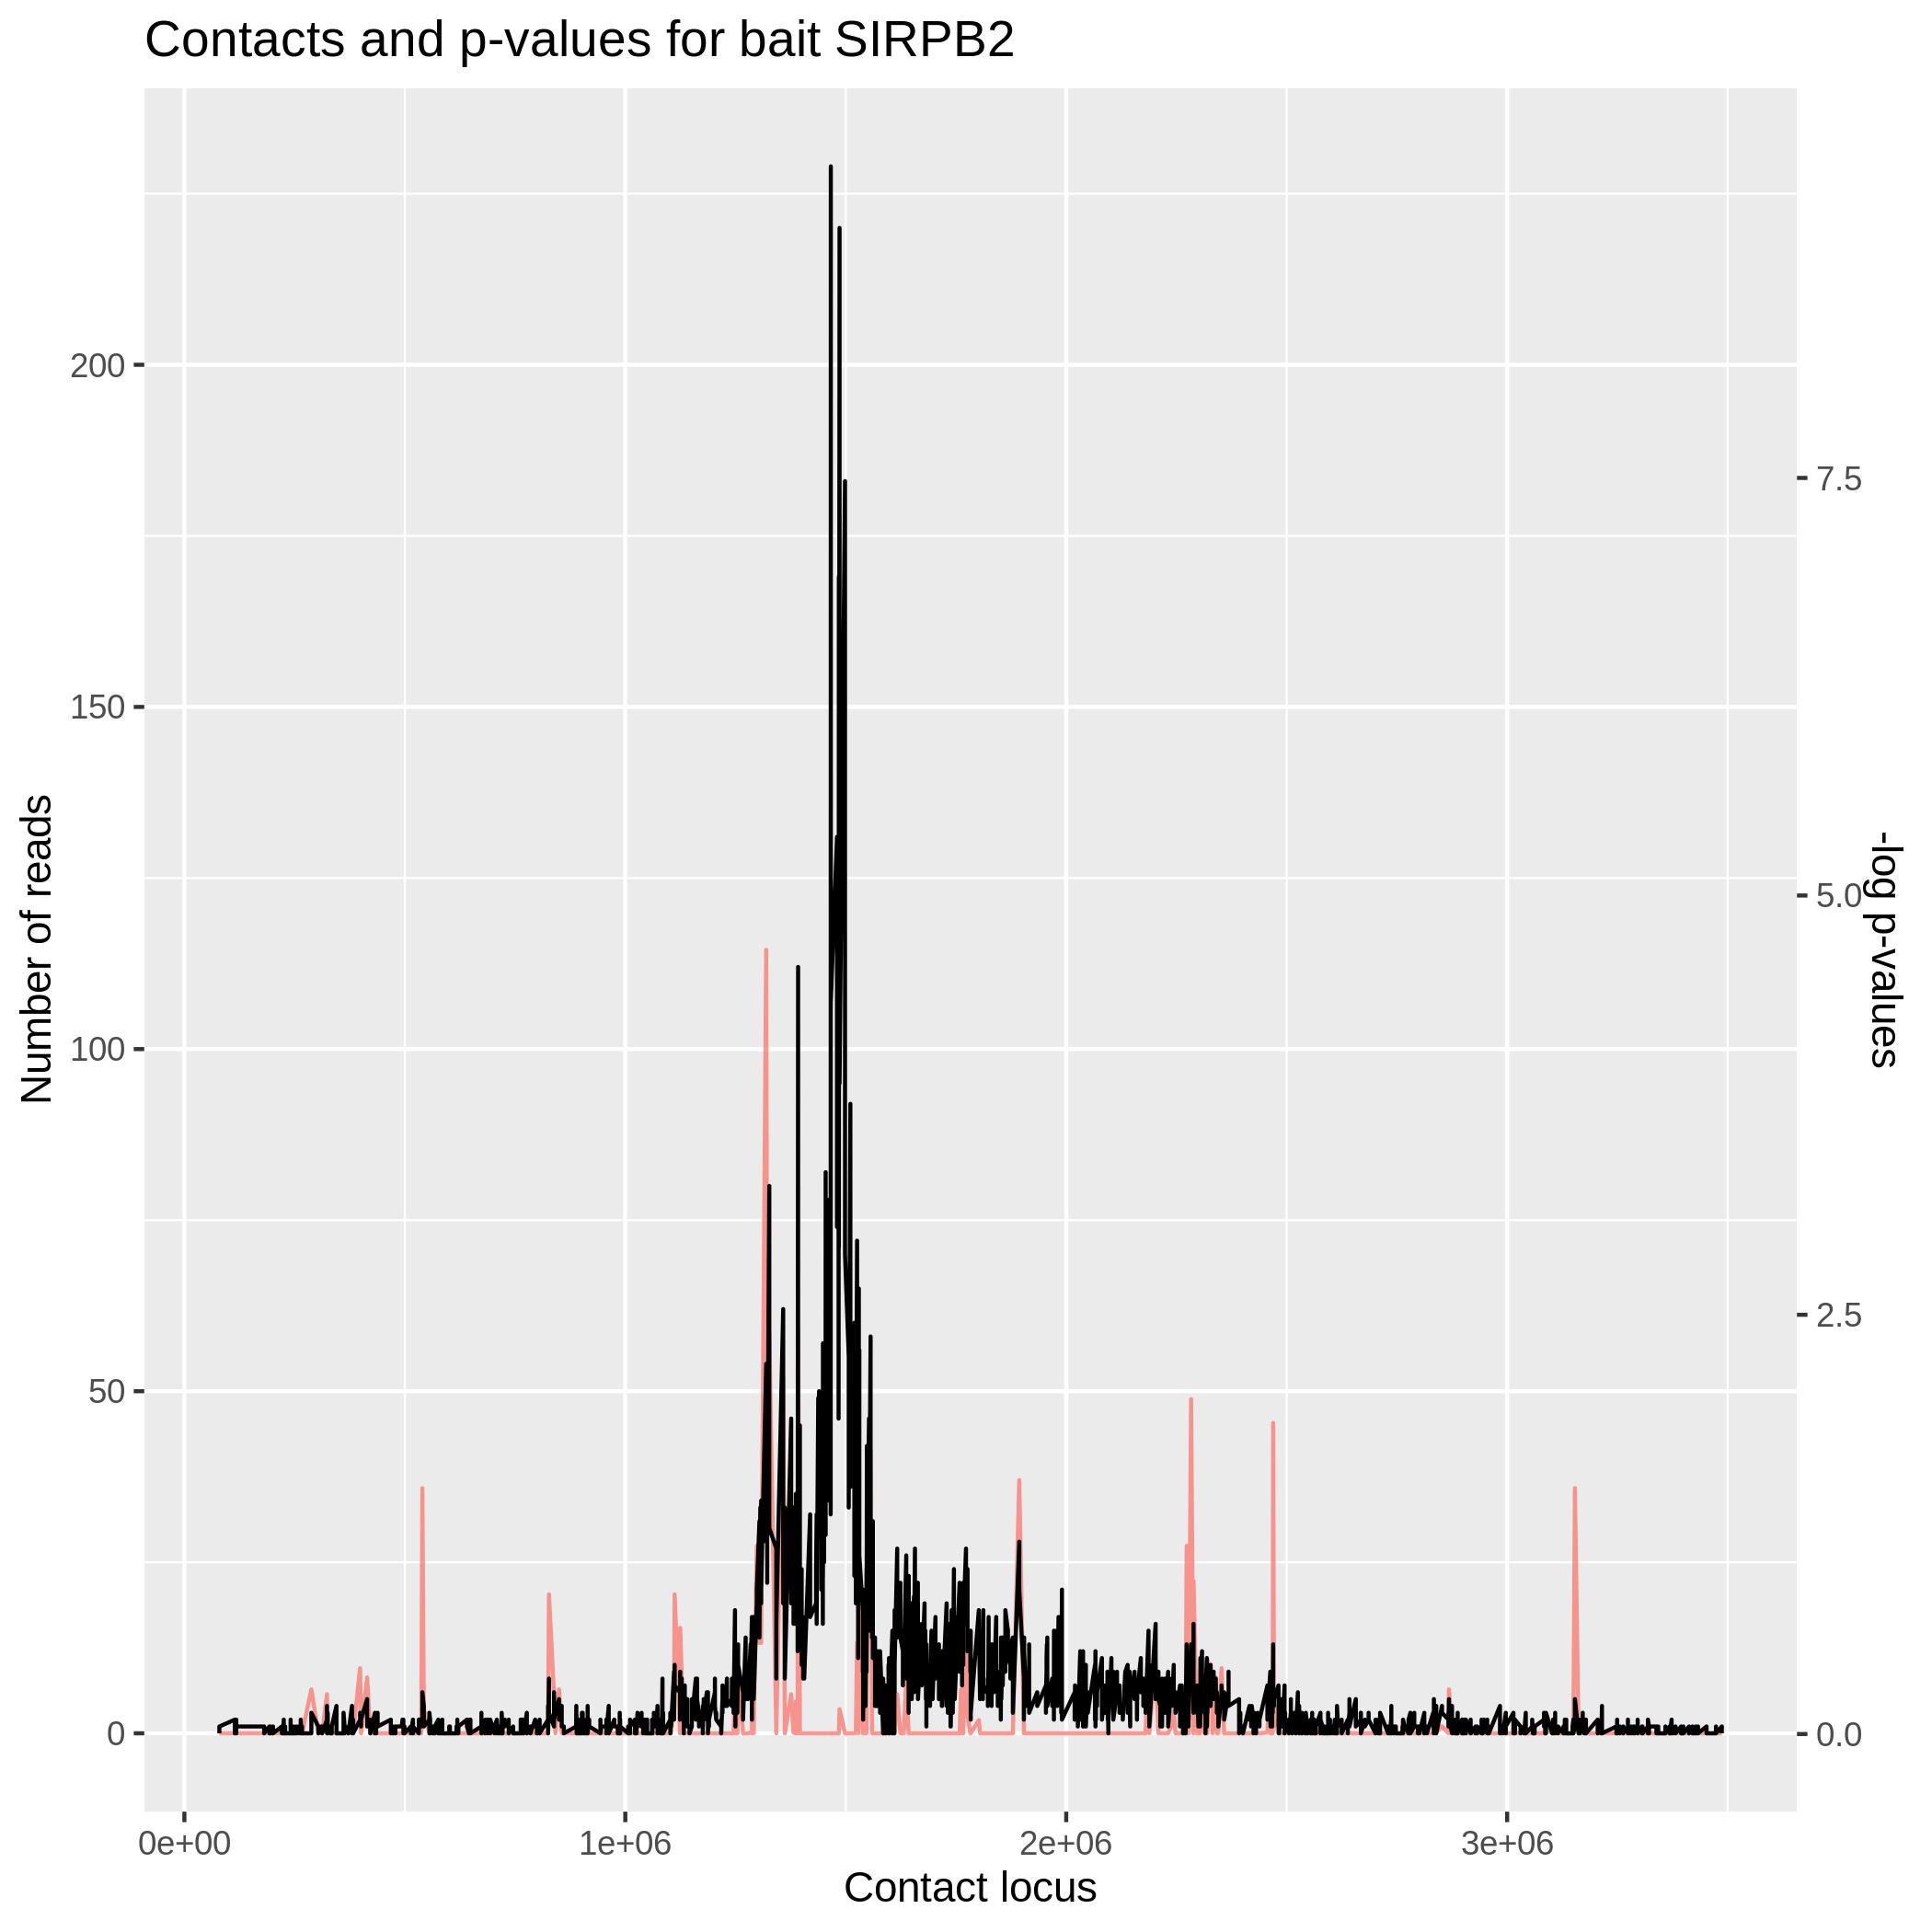 Contacts and p-values for bait SIRPB2
Number of reads
200
150
100
50
0
7.5
5.0
2.5
0.0
-log p-values
0e+00
1e+06
2e+06
3e+06
Contact locus